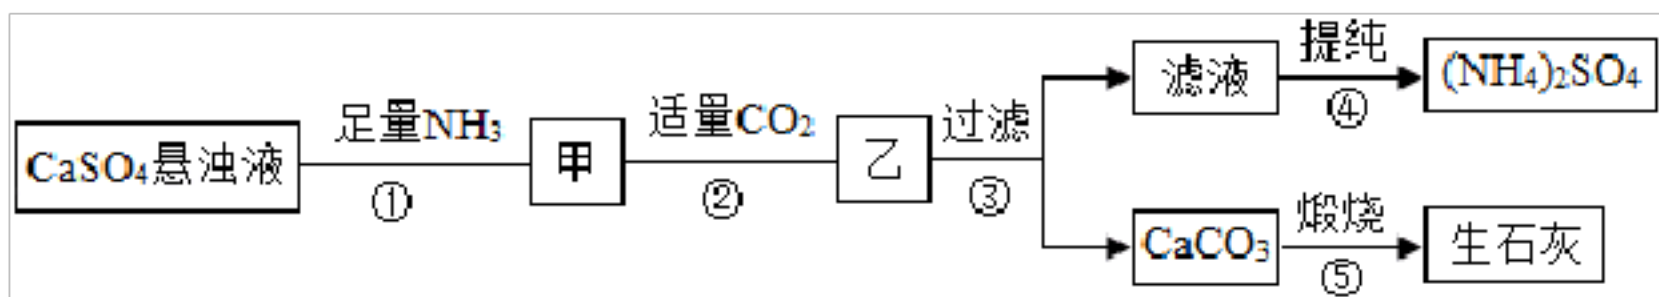 CaSO₄悬浊液
足量NH₃
①
甲
适量CO₂
②
乙
过滤
③
滤液
提纯
④
(NH₄)₂SO₄
CaCO₃
煅烧
⑤
生石灰